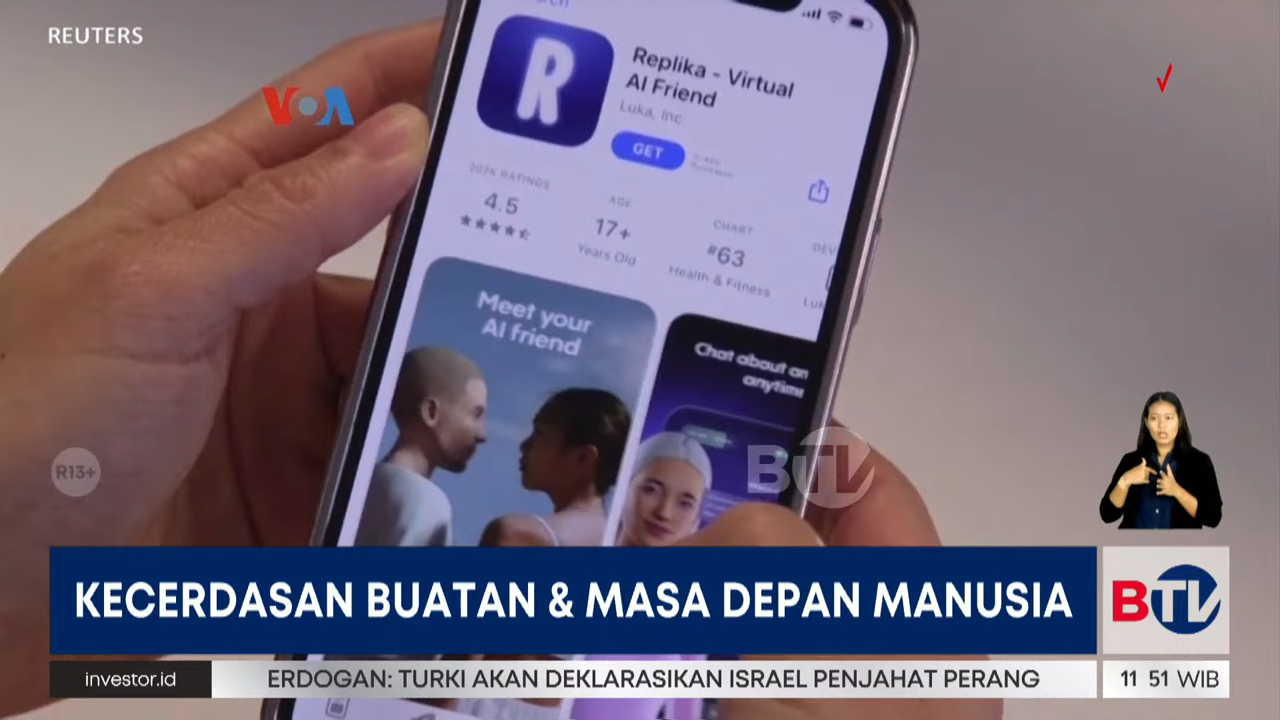 REUTERS
VOA
Replika - Virtual
AI Friend
Luka, Inc.
GET
207K RATINGS
4.5
AGE
17+
Years Old
CHART
#63
Health & Fitness
Meet your
AI friend
Chat about
anytime
R13+
BTV
KECERDASAN BUATAN & MASA DEPAN MANUSIA
BTV
investor.id
ERDOGAN: TURKI AKAN DEKLARASIKAN ISRAEL PENJAHAT PERANG
11 51 WIB